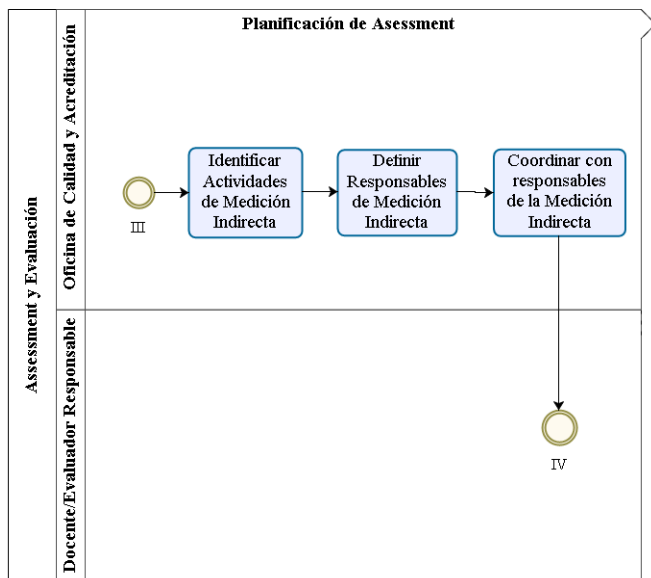 Planificación de Asessment
Assessment y Evaluación
Oficina de Calidad y Acreditación
Identificar
Actividades
de Medición
Indirecta
Definir
Responsables
de Medición
Indirecta
Coordinar con
responsables
de la Medición
Indirecta
III
Docente/Evaluador Responsable
IV